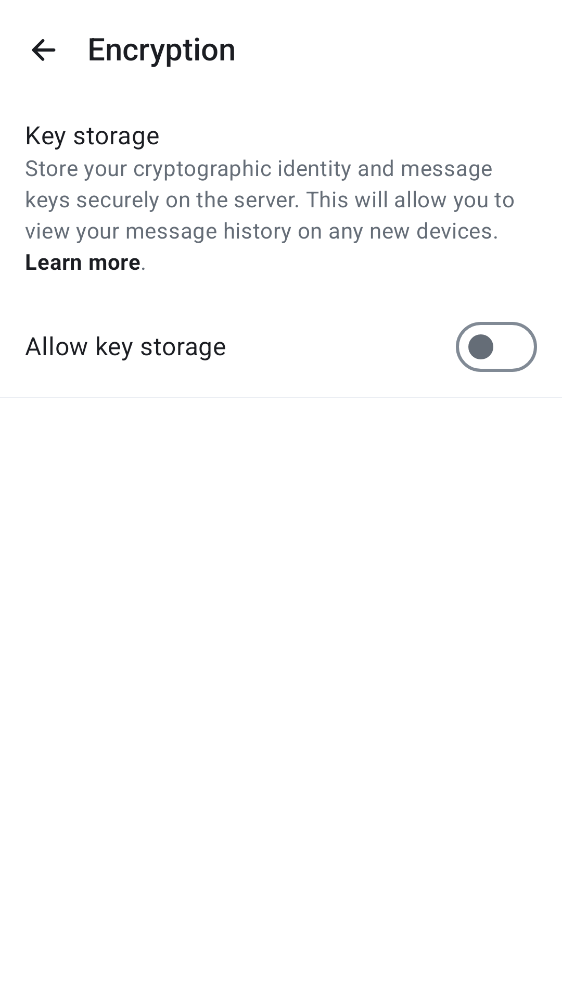 Encryption
Key storage
Store your cryptographic identity and message
keys securely on the server. This will allow you to
view your message history on any new devices.
Learn more.
Allow key storage